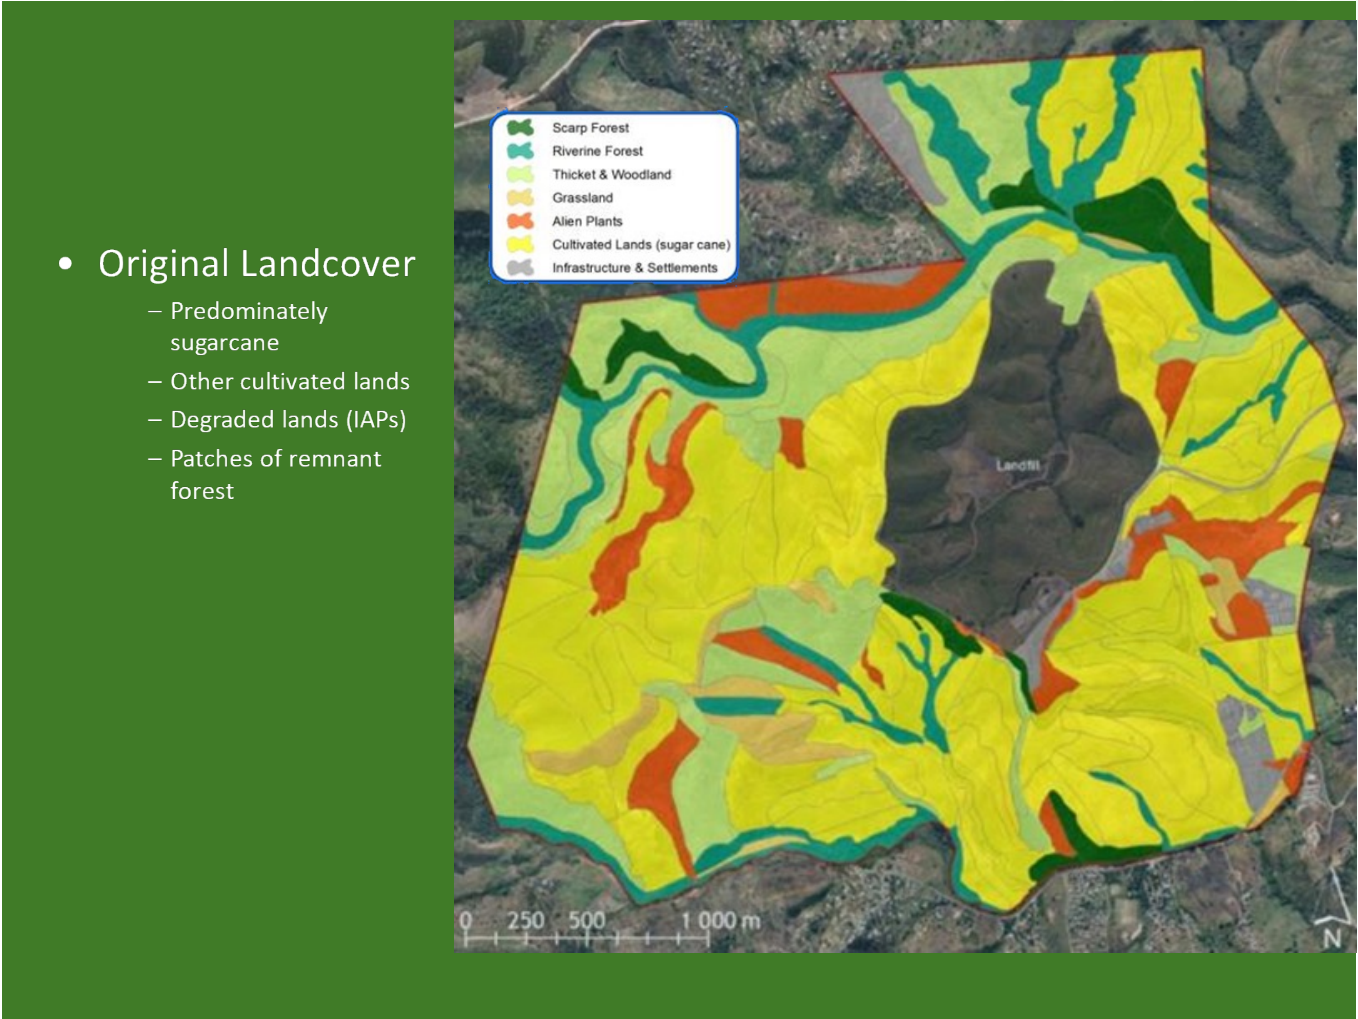 • Original Landcover
– Predominately
sugarcane
– Other cultivated lands
– Degraded lands (IAPs)
– Patches of remnant
forest
Scarp Forest
Riverine Forest
Thicket & Woodland
Grassland
Alien Plants
Cultivated Lands (sugar cane)
Infrastructure & Settlements
Landfill
0 250 500 1 000 m
N